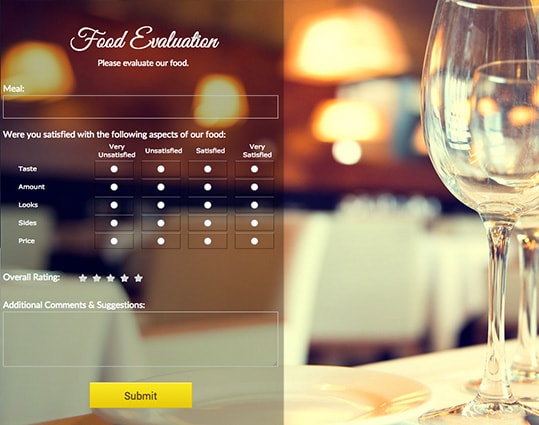 Food Evaluation
Please evaluate our food.
Meal:
Were you satisfied with the following aspects of our food:
Very Unsatisfied Unsatisfied Satisfied Very Satisfied
Taste
Amount
Looks
Sides
Price
Overall Rating:
Additional Comments & Suggestions:
Submit